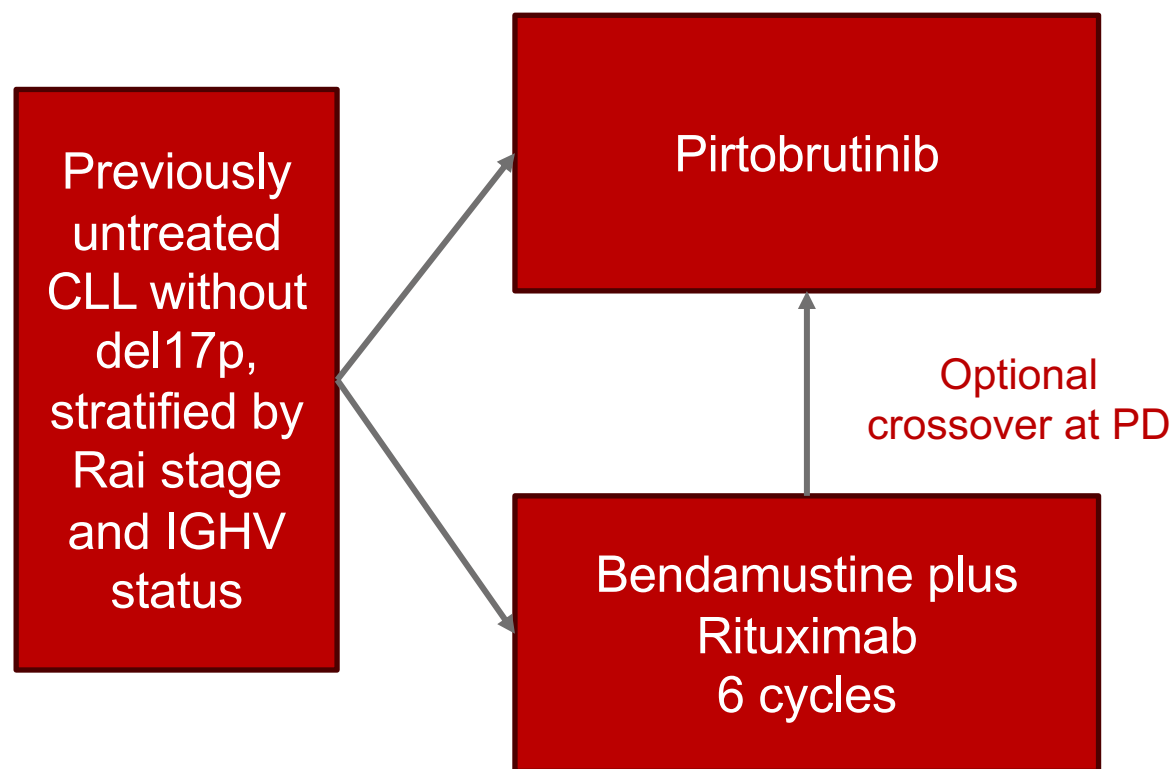 Previously
untreated
CLL without
del17p,
stratified by
Rai stage
and IGHV
status
Pirtobrutinib
Optional
crossover at PD
Bendamustine plus
Rituximab
6 cycles